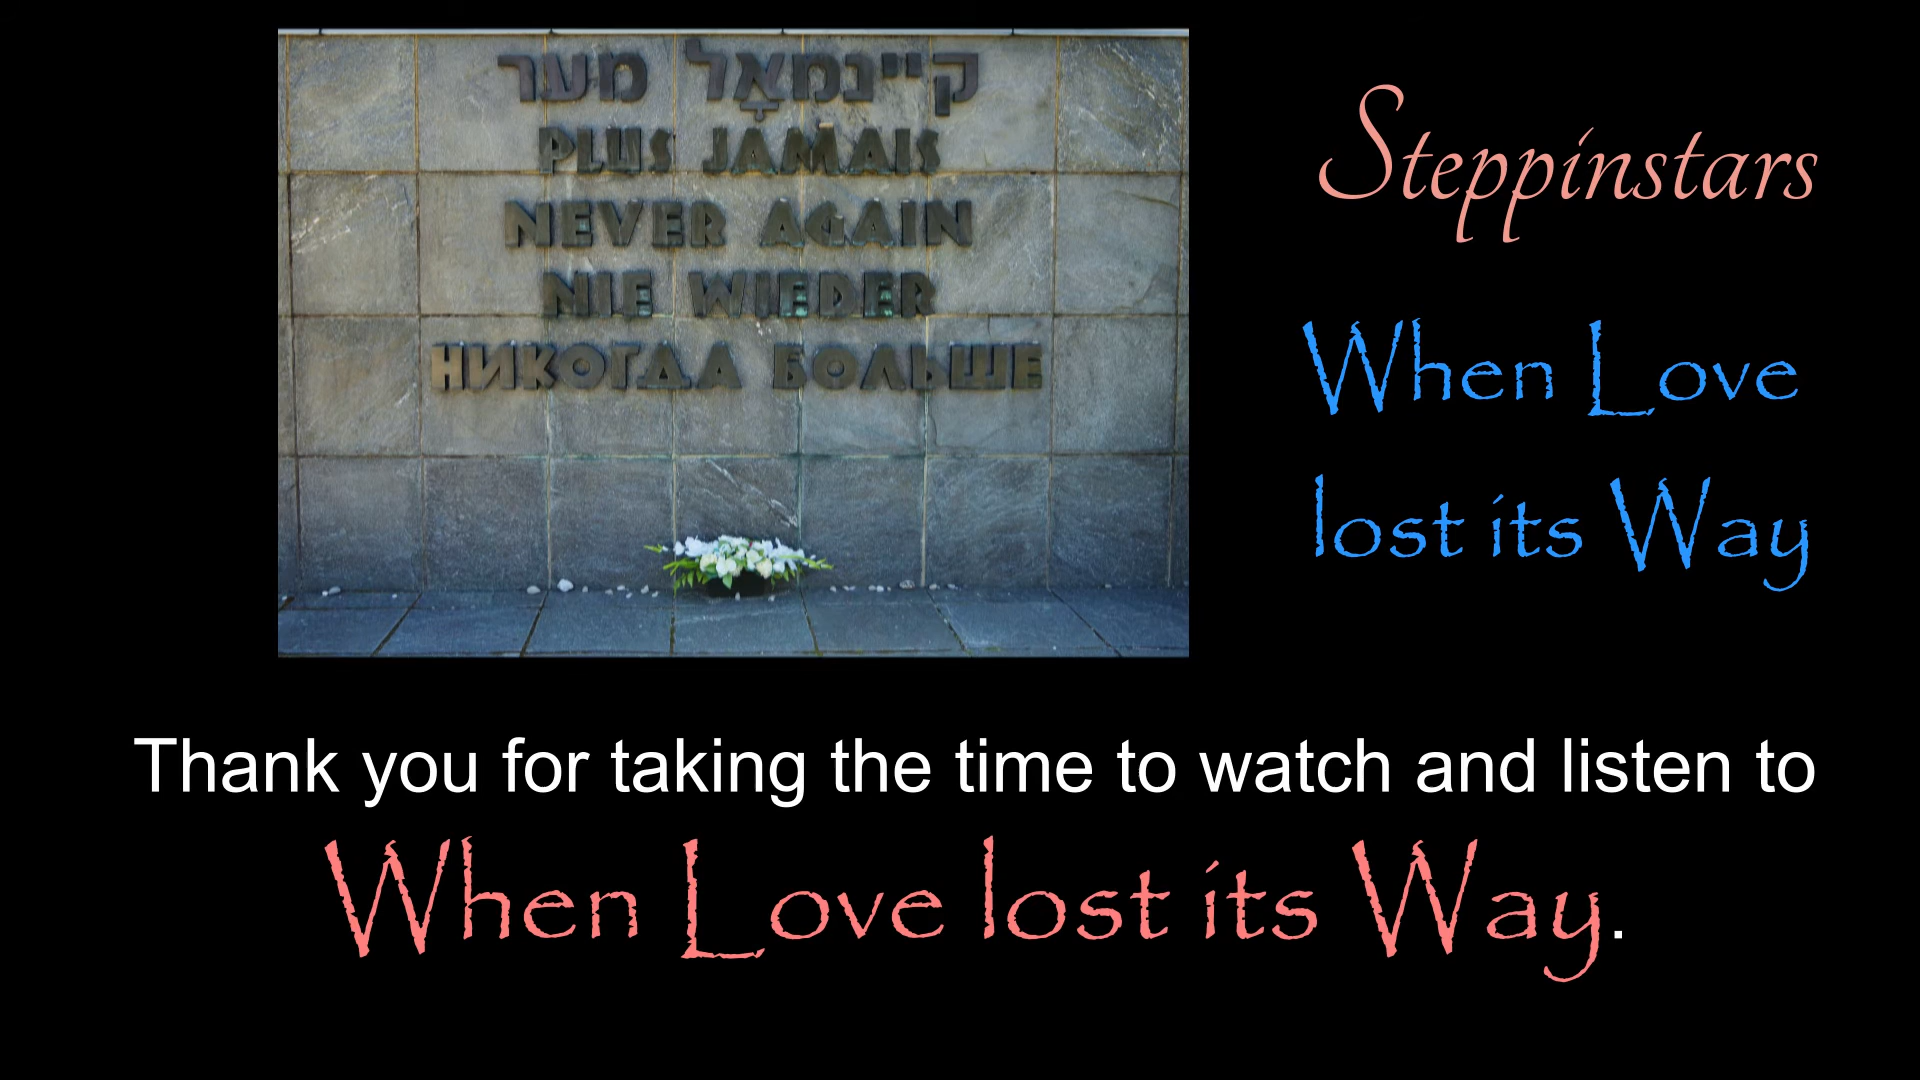 קיינמאָל מער
PLUS JAMAIS
NEVER AGAIN
NIE WIEDER
НИКОГДА БОЛЬШЕ
Steppinstars
When Love
lost its Way
Thank you for taking the time to watch and listen to
When Love lost its Way.